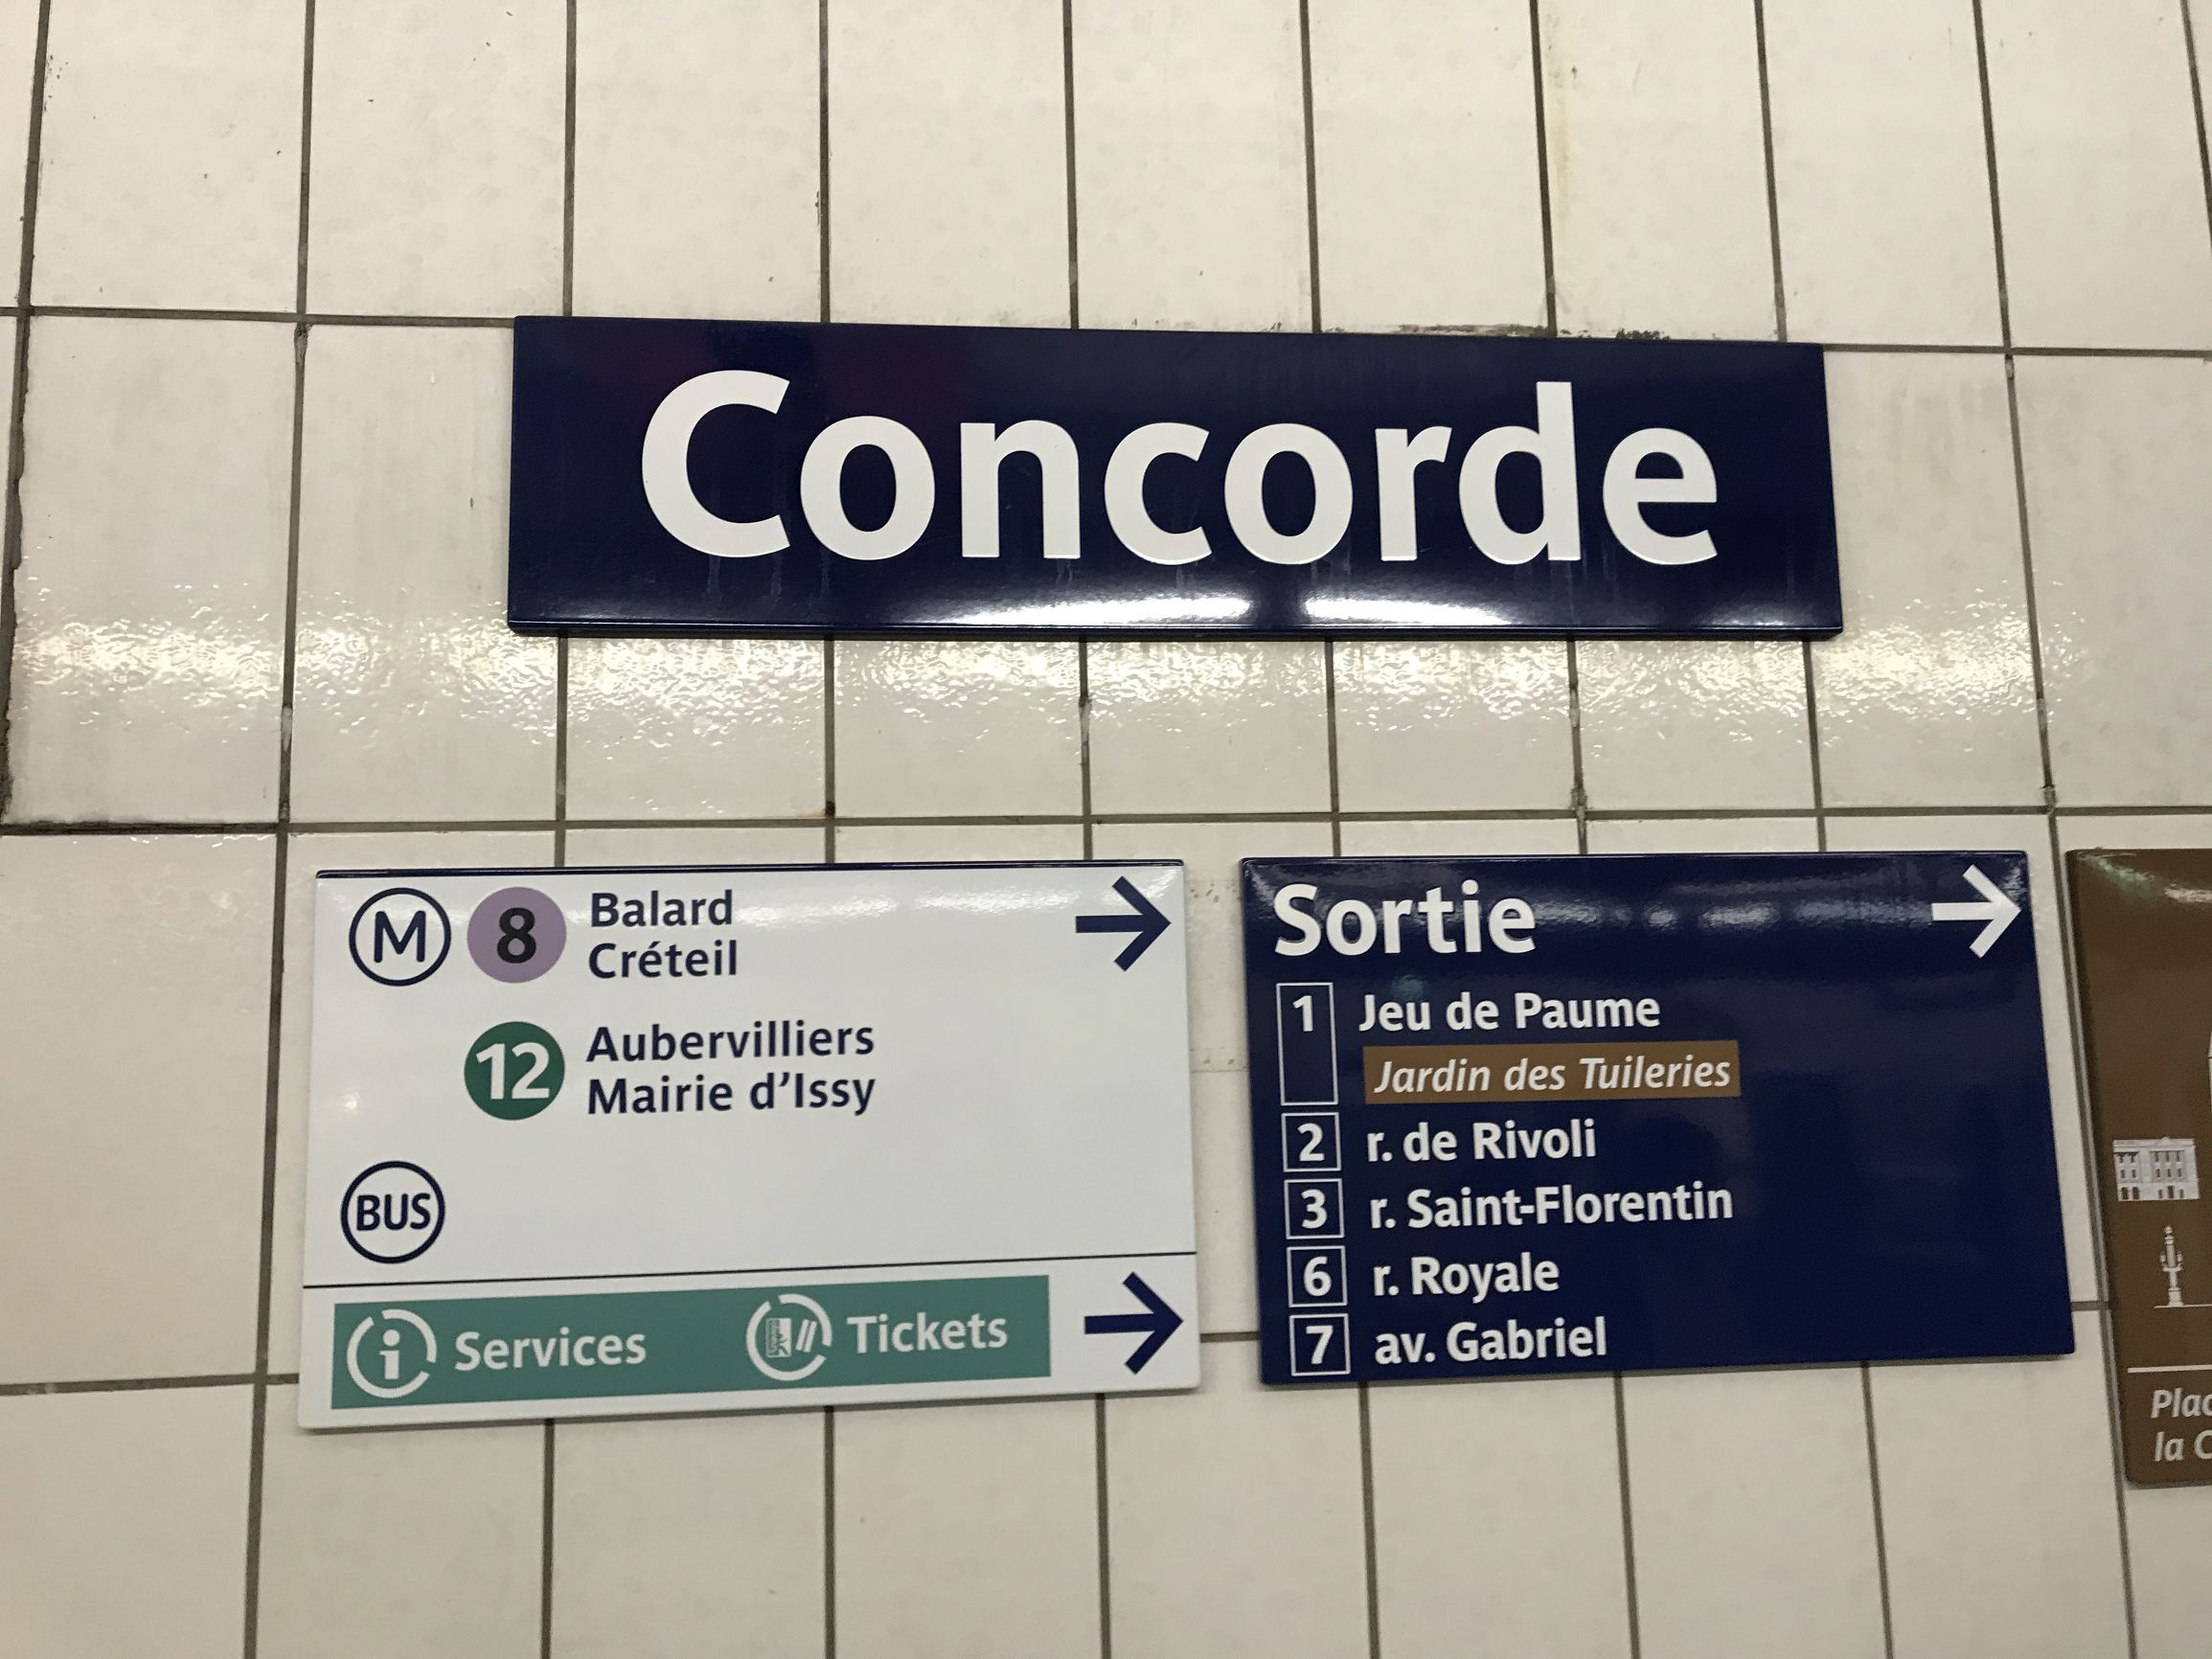 Concorde
M 8 Balard
Créteil
12 Aubervilliers
Mairie d'Issy
BUS
i Services Tickets
Sortie
1 Jeu de Paume
Jardin des Tuileries
2 r. de Rivoli
3 r. Saint-Florentin
6 r. Royale
7 av. Gabriel
la